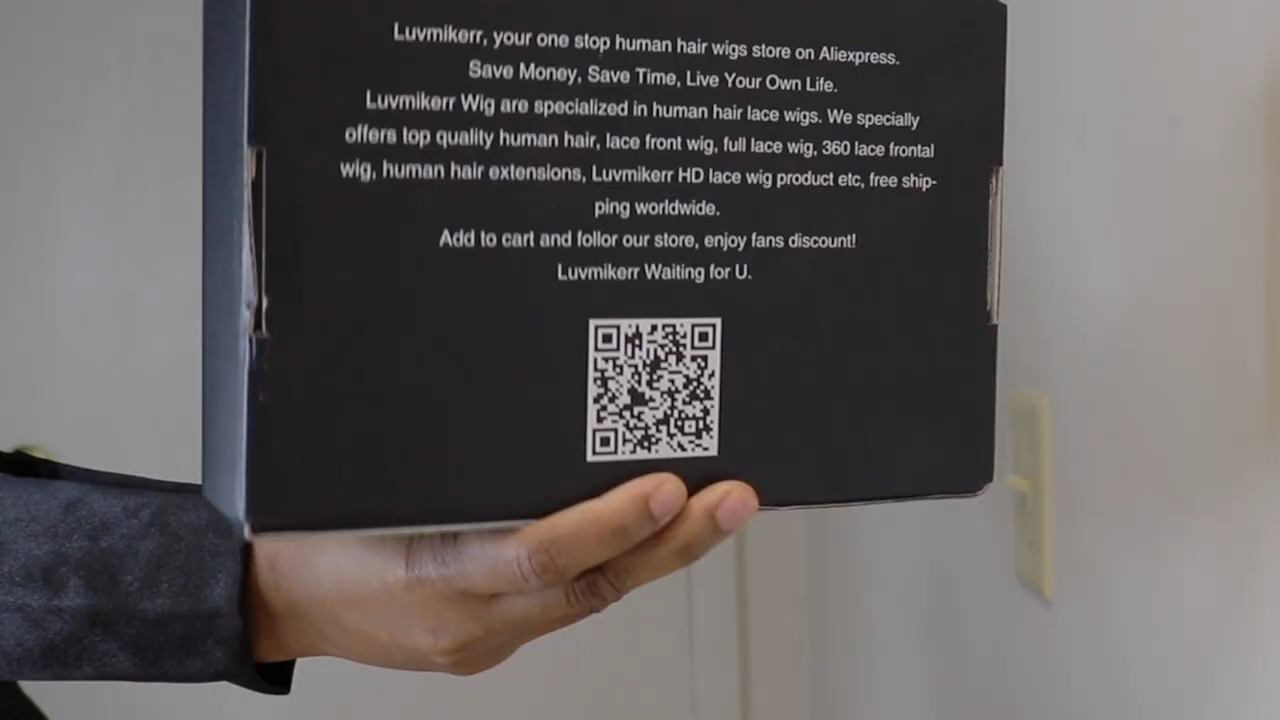 Luvmikerr, your one stop human hair wigs store on Aliexpress.
Save Money, Save Time, Live Your Own Life.
Luvmikerr Wig are specialized in human hair lace wigs. We specially
offers top quality human hair, lace front wig, full lace wig, 360 lace frontal
wig, human hair extensions, Luvmikerr HD lace wig product etc, free ship-
ping worldwide.
Add to cart and follor our store, enjoy fans discount!
Luvmikerr Waiting for U.